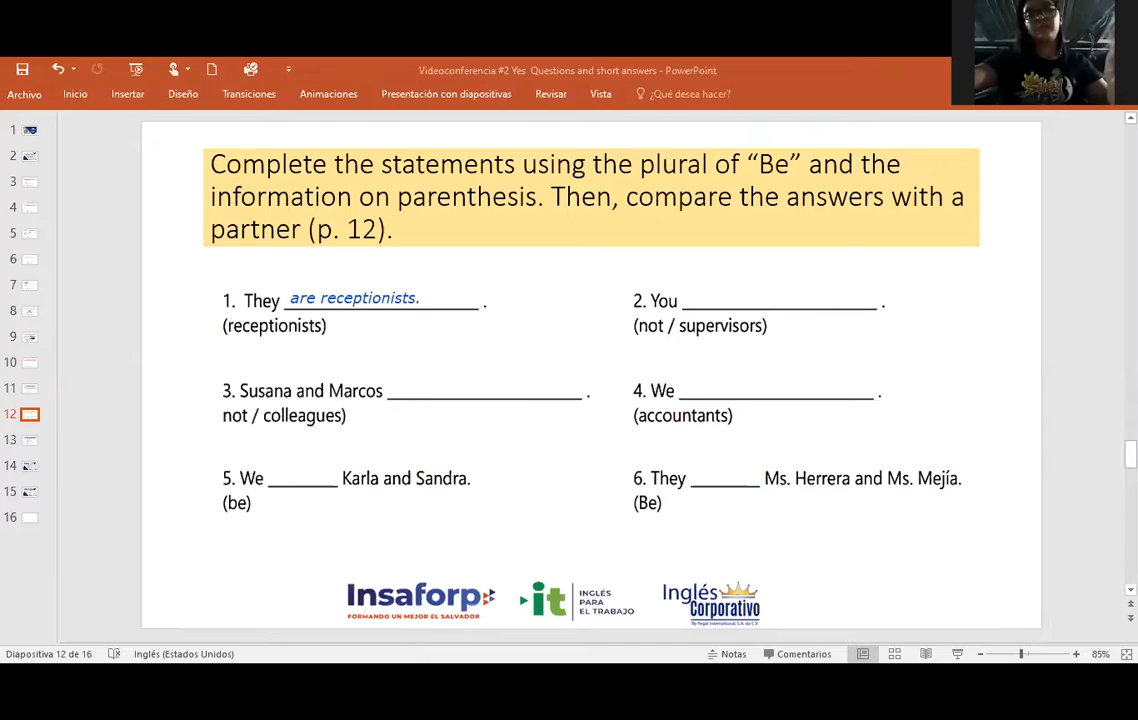 Videoconferencia #2 Yes Questions and short answers - PowerPoint
Archivo Inicio Insertar Diseño Transiciones Animaciones Presentación con diapositivas Revisar Vista ¿Qué desea hacer?
1
2
3
4
5
6
7
8
9
10
11
12
13
14
15
16
Complete the statements using the plural of “Be” and the
information on parenthesis. Then, compare the answers with a
partner (p. 12).
1. They are receptionists. .
(receptionists)
2. You ____________________ .
(not / supervisors)
3. Susana and Marcos ____________________ .
not / colleagues)
4. We ____________________ .
(accountants)
5. We _______ Karla and Sandra.
(be)
6. They _______ Ms. Herrera and Ms. Mejía.
(Be)
Insaforp
FORMANDO UN MEJOR EL SALVADOR
it
INGLÉS
PARA
EL TRABAJO
Inglés
Corporativo
Diapositiva 12 de 16 Inglés (Estados Unidos) Notas Comentarios 85%